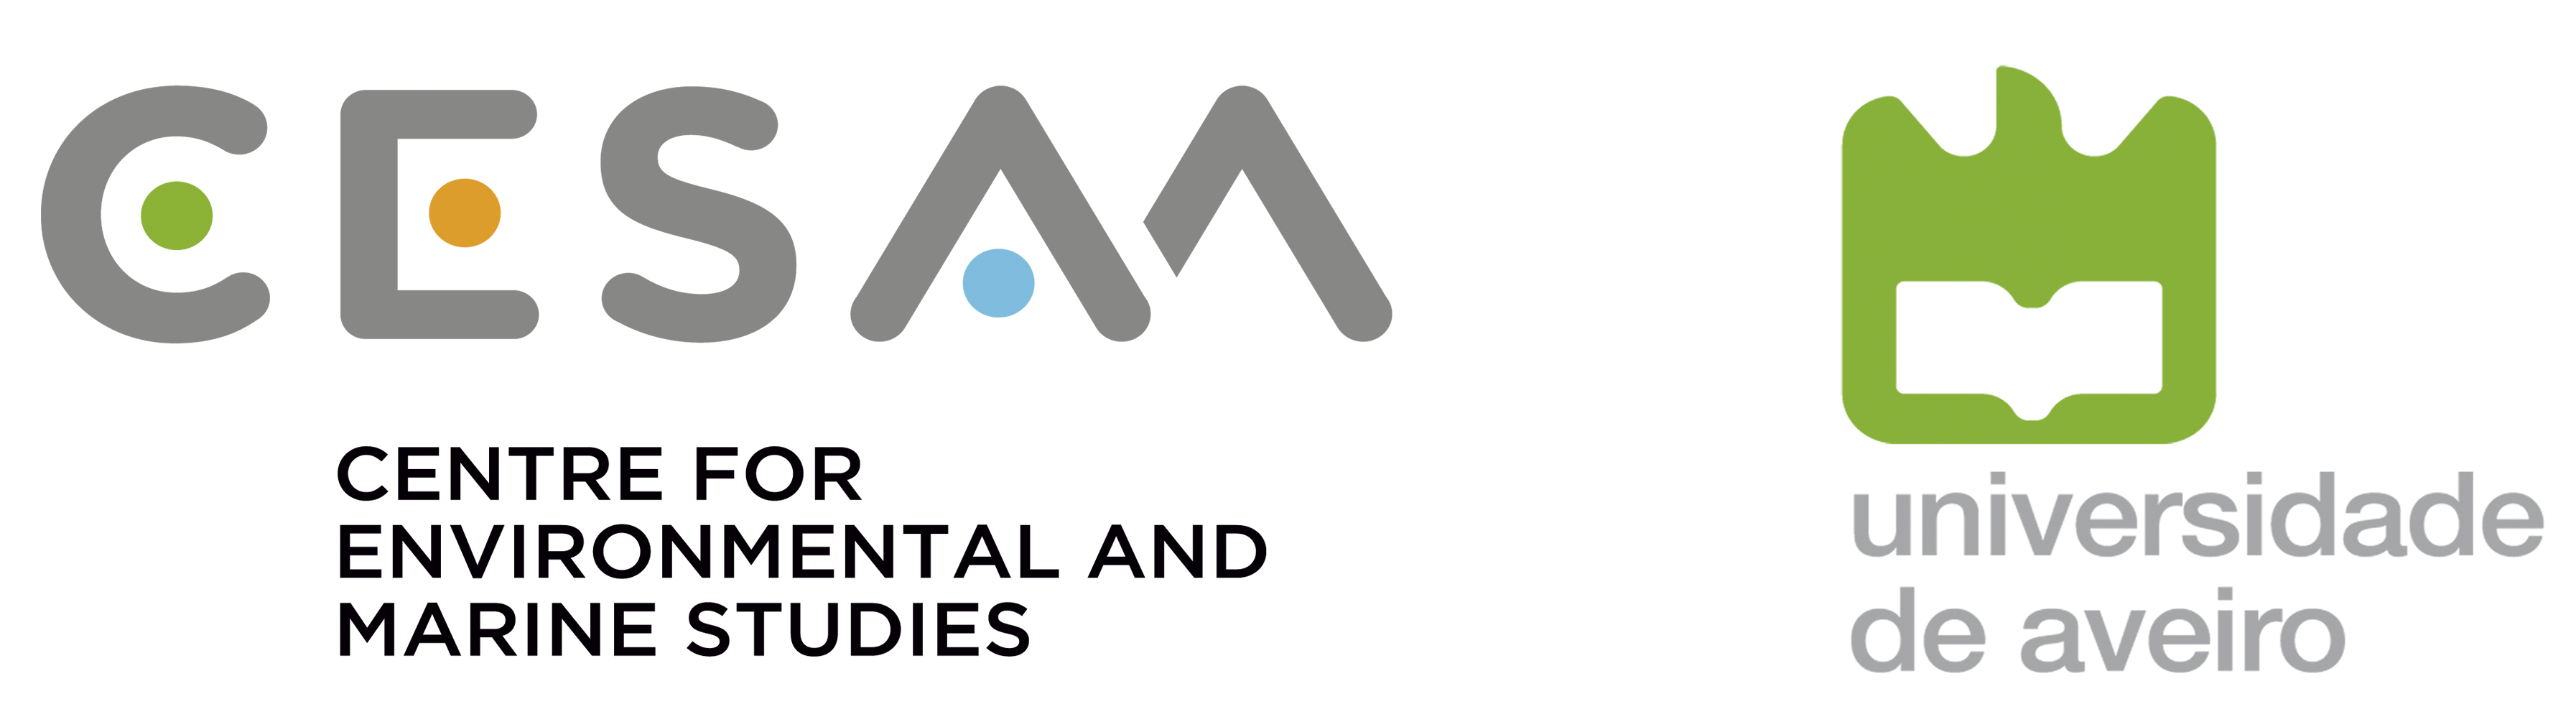 CESAM
CENTRE FOR
ENVIRONMENTAL AND
MARINE STUDIES
universidade
de aveiro